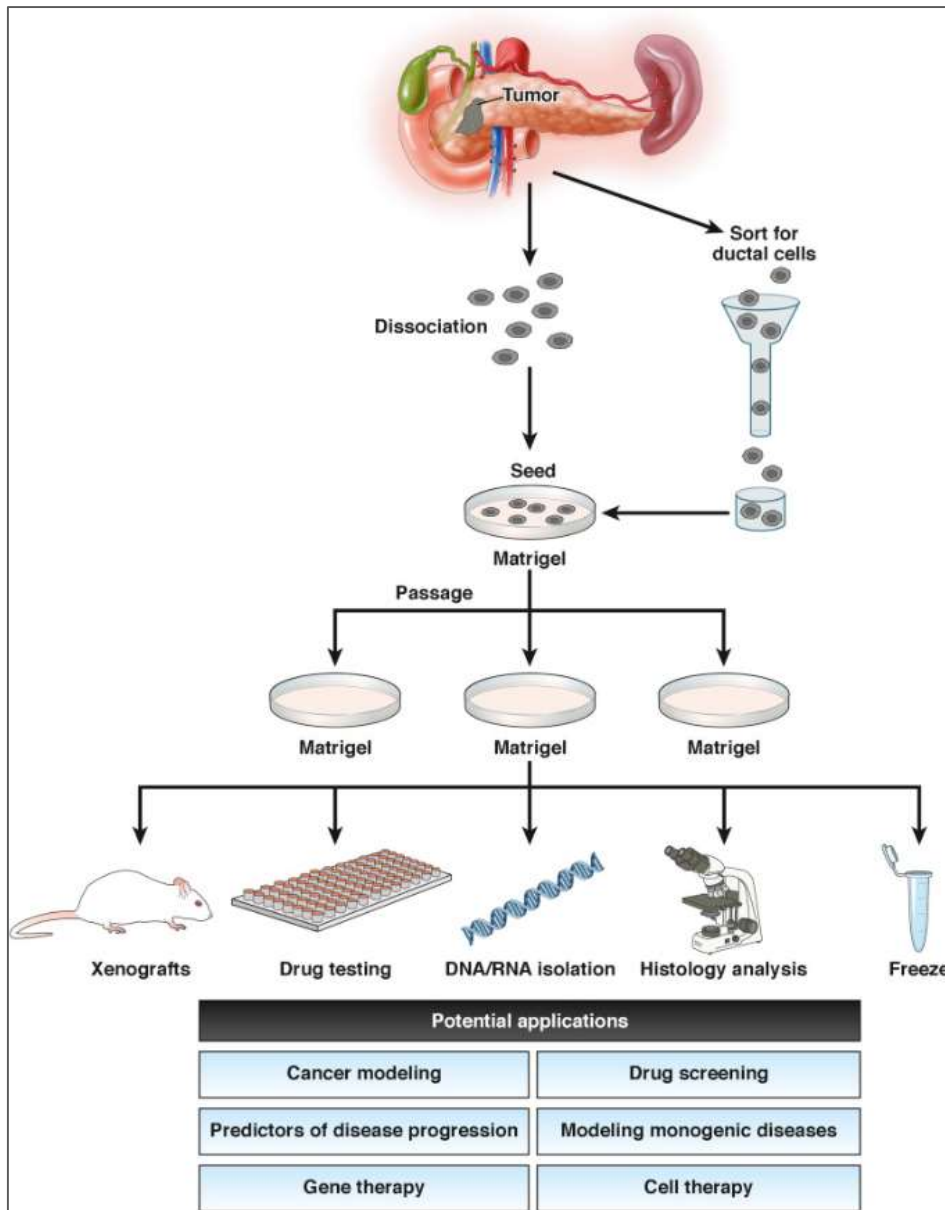 Tumor
Sort for
ductal cells
Dissociation
Seed
Matrigel
Passage
Matrigel
Matrigel
Matrigel
Xenografts
Drug testing
DNA/RNA isolation
Histology analysis
Freeze
Potential applications
Cancer modeling
Drug screening
Predictors of disease progression
Modeling monogenic diseases
Gene therapy
Cell therapy